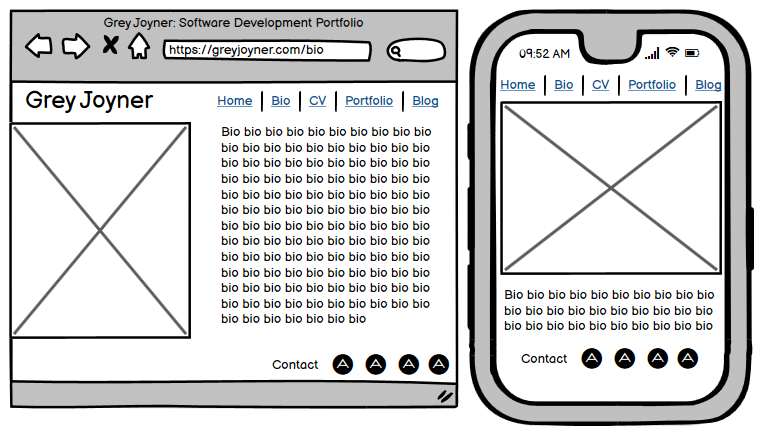 Grey Joyner: Software Development Portfolio
https://greyjoyner.com/bio
Grey Joyner
Home | Bio | CV | Portfolio | Blog
Bio bio bio bio bio bio bio bio bio bio
bio bio bio bio bio bio bio bio bio bio
bio bio bio bio bio bio bio bio bio bio
bio bio bio bio bio bio bio bio bio bio
bio bio bio bio bio bio bio bio bio bio
bio bio bio bio bio bio bio bio bio bio
bio bio bio bio bio bio bio bio bio bio
bio bio bio bio bio bio bio bio bio bio
bio bio bio bio bio bio bio bio bio bio
bio bio bio bio bio bio bio bio bio bio
bio bio bio bio bio bio bio bio bio bio
bio bio bio bio bio bio bio bio bio bio
bio bio bio bio bio bio bio
Contact A A A A
09:52 AM
Home | Bio | CV | Portfolio | Blog
Bio bio bio bio bio bio bio bio bio bio
bio bio bio bio bio bio bio bio bio bio
bio bio bio bio bio bio bio bio bio bio
Contact A A A A